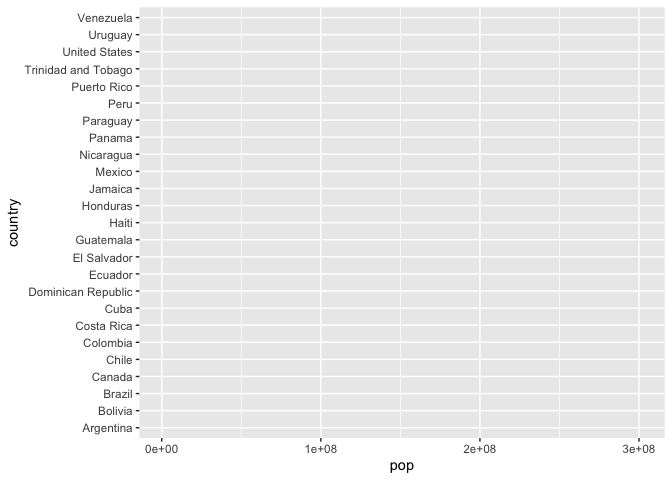 Venezuela
Uruguay
United States
Trinidad and Tobago
Puerto Rico
Peru
Paraguay
Panama
Nicaragua
Mexico
Jamaica
Honduras
Haiti
Guatemala
El Salvador
Ecuador
Dominican Republic
Cuba
Costa Rica
Colombia
Chile
Canada
Brazil
Bolivia
Argentina
country
0e+00 1e+08 2e+08 3e+08
pop